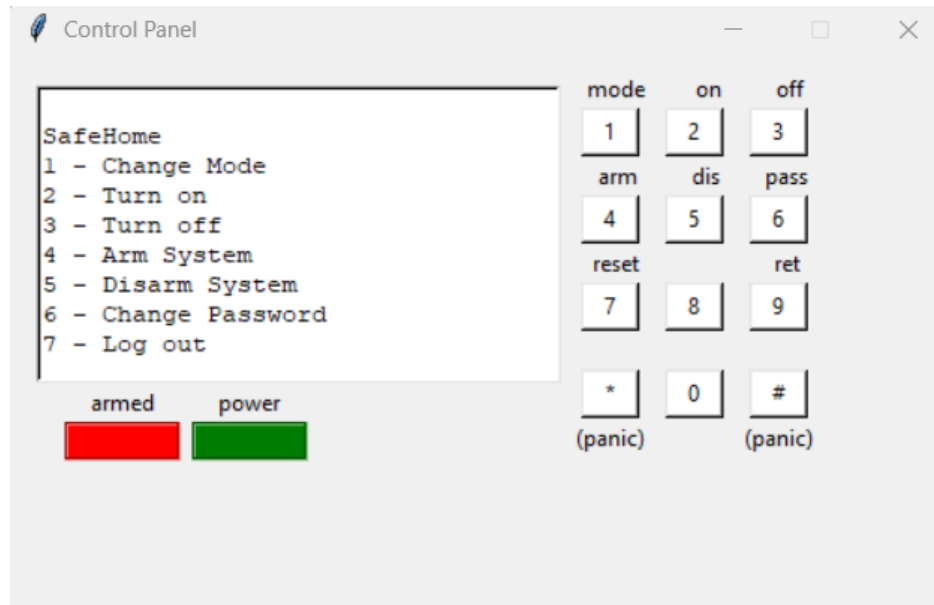 Control Panel
SafeHome
1 - Change Mode
2 - Turn on
3 - Turn off
4 - Arm System
5 - Disarm System
6 - Change Password
7 - Log out
armed power
mode on off
1 2 3
arm dis pass
4 5 6
reset ret
7 8 9
* 0 #
(panic) (panic)